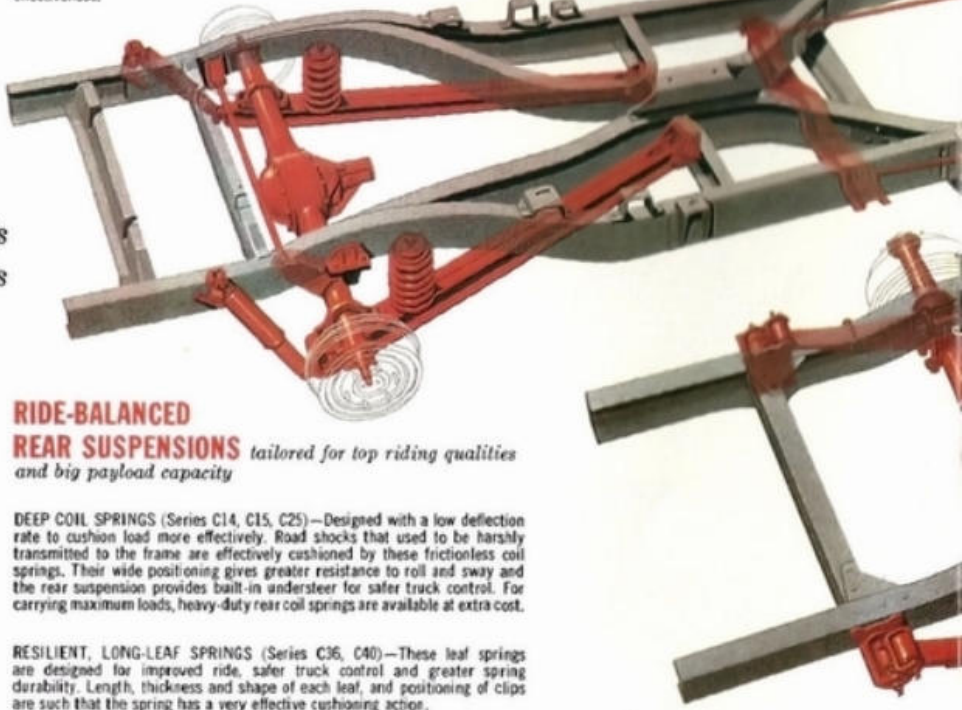 s
s
RIDE-BALANCED
REAR SUSPENSIONS tailored for top riding qualities
and big payload capacity
DEEP COIL SPRINGS (Series C14, C15, C25)—Designed with a low deflection
rate to cushion load more effectively. Road shocks that used to be harshly
transmitted to the frame are effectively cushioned by these frictionless coil
springs. Their wide positioning gives greater resistance to roll and sway and
the rear suspension provides built-in understeer for safer truck control. For
carrying maximum loads, heavy-duty rear coil springs are available at extra cost.
RESILIENT, LONG-LEAF SPRINGS (Series C36, C40)—These leaf springs
are designed for improved ride, safer truck control and greater spring
durability. Length, thickness and shape of each leaf, and positioning of clips
are such that the spring has a very effective cushioning action.